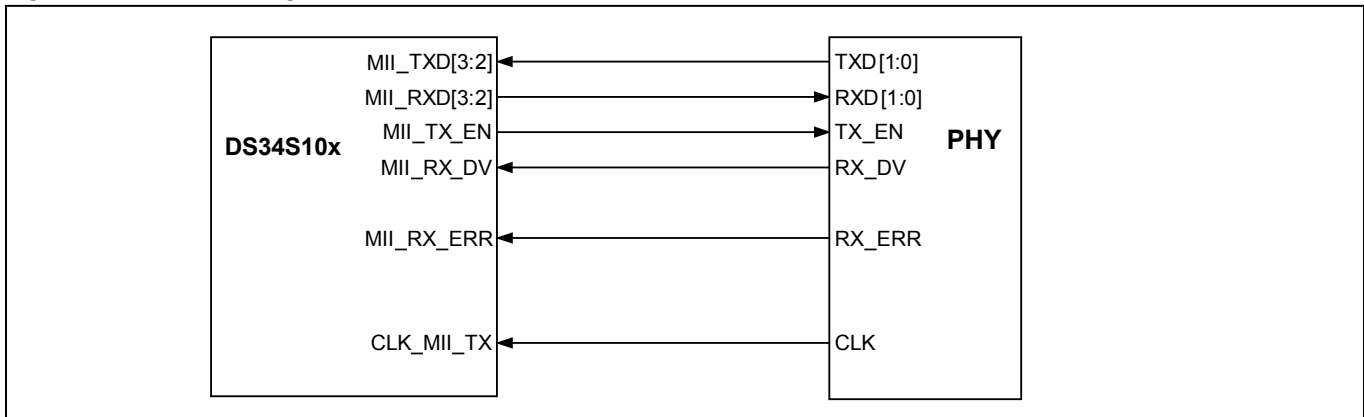 MII_TXD[3:2] TXD[1:0]
MII_RXD[3:2] RXD[1:0]
MII_TX_EN TX_EN
DS34S10x PHY
MII_RX_DV RX_DV
MII_RX_ERR RX_ERR
CLK_MII_TX CLK